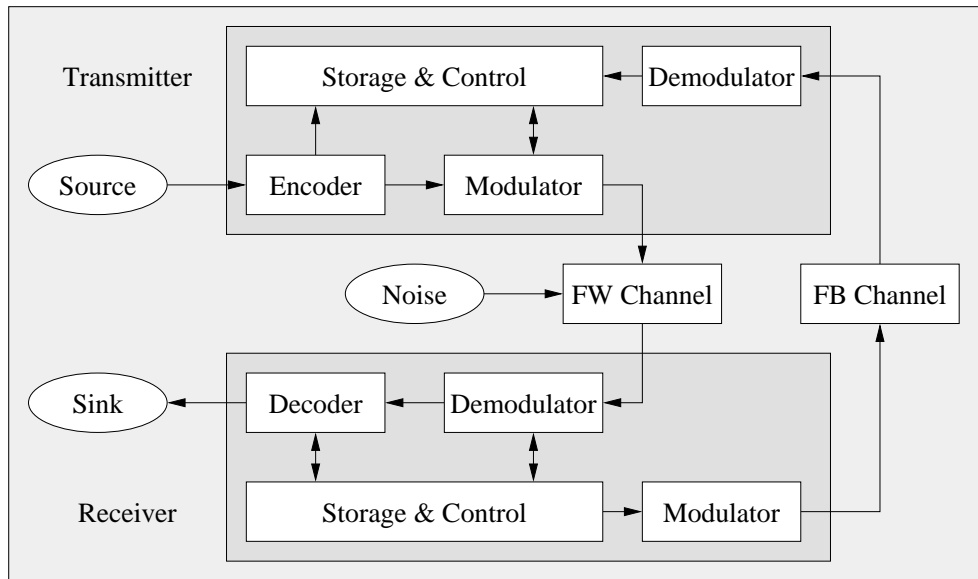 Transmitter
Storage & Control
Demodulator
Source
Encoder
Modulator
Noise
FW Channel
FB Channel
Sink
Decoder
Demodulator
Receiver
Storage & Control
Modulator